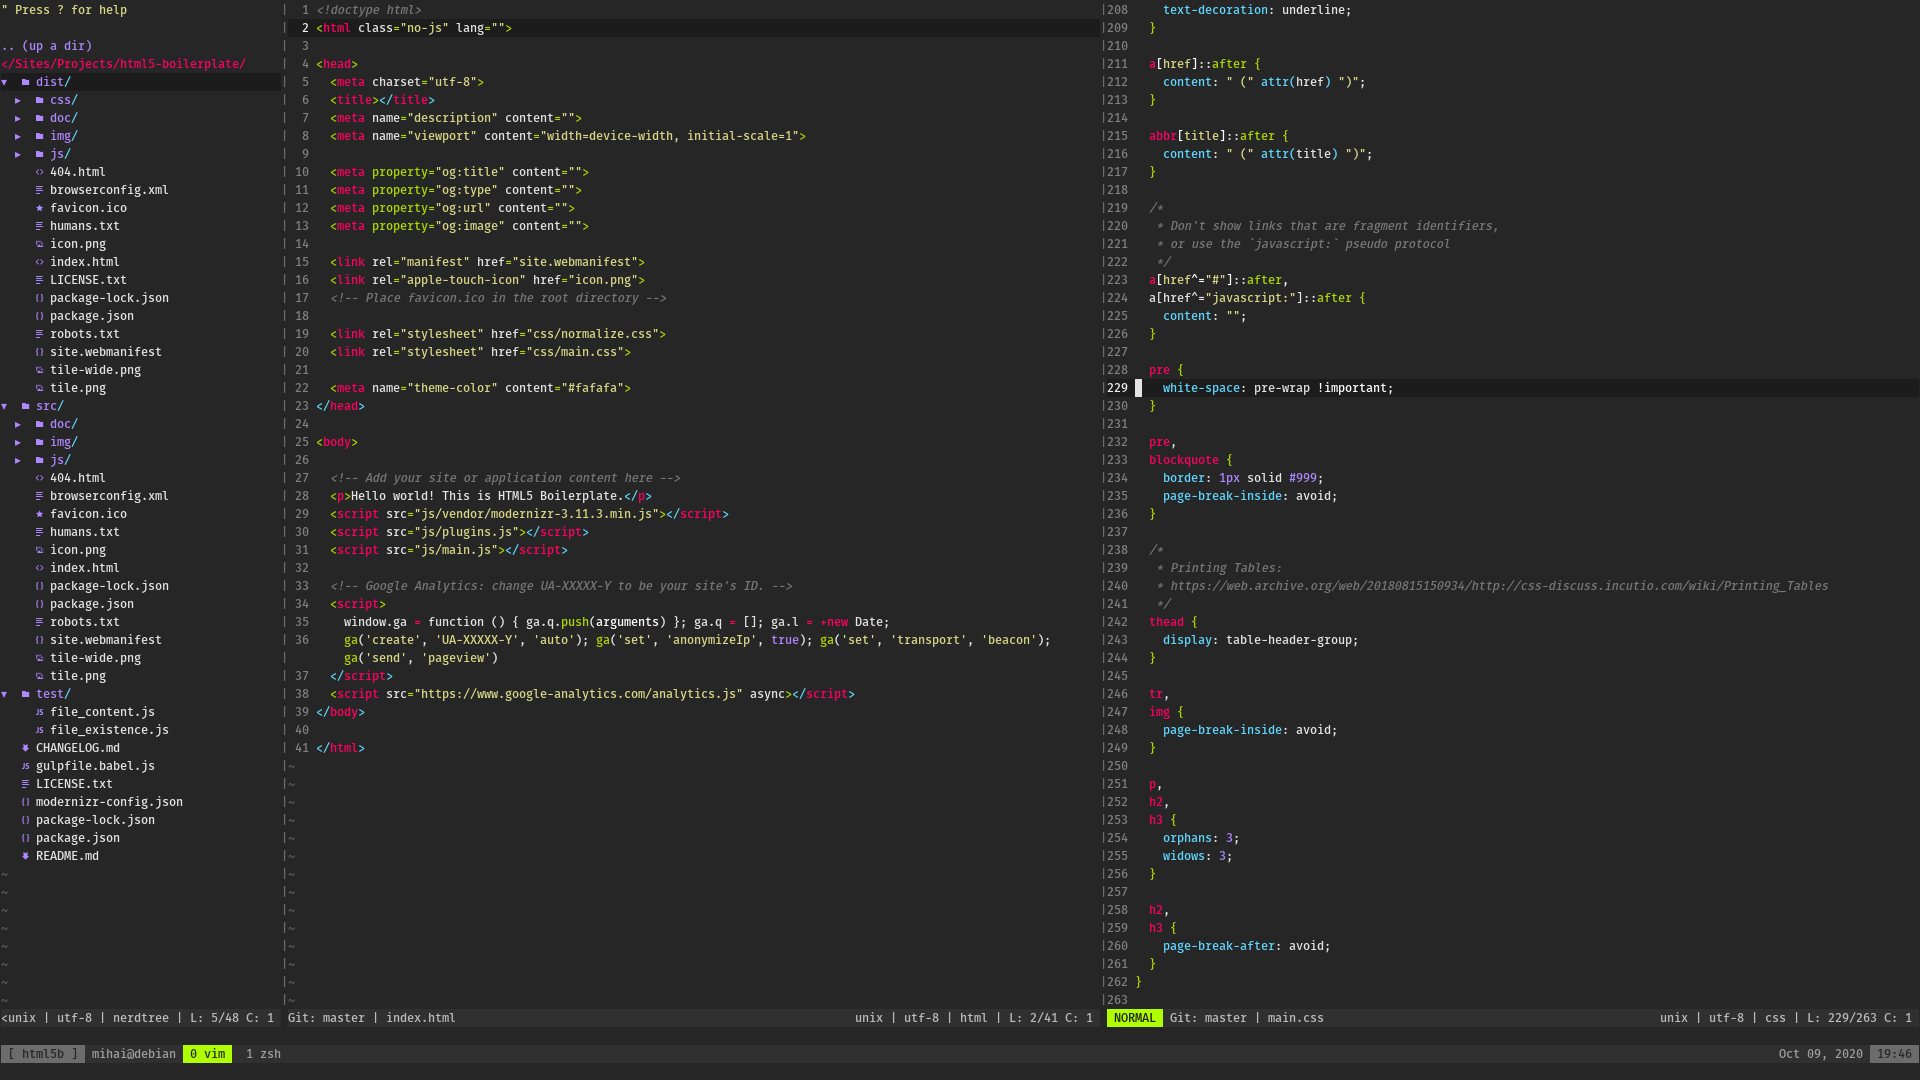 " Press ? for help
.. (up a dir)
</Sites/Projects/html5-boilerplate/
▾ dist/
▸ css/
▸ doc/
▸ img/
▸ js/
404.html
browserconfig.xml
favicon.ico
humans.txt
icon.png
index.html
LICENSE.txt
package-lock.json
package.json
robots.txt
site.webmanifest
tile-wide.png
tile.png
▾ src/
▸ doc/
▸ img/
▸ js/
404.html
browserconfig.xml
favicon.ico
humans.txt
icon.png
index.html
package-lock.json
package.json
robots.txt
site.webmanifest
tile-wide.png
tile.png
▾ test/
file_content.js
file_existence.js
CHANGELOG.md
gulpfile.babel.js
LICENSE.txt
modernizr-config.json
package-lock.json
package.json
README.md
<unix | utf-8 | nerdtree | L: 5/48 C: 1
1 <!doctype html>
2 <html class="no-js" lang="">
3
4 <head>
5   <meta charset="utf-8">
6   <title></title>
7   <meta name="description" content="">
8   <meta name="viewport" content="width=device-width, initial-scale=1">
9
10   <meta property="og:title" content="">
11   <meta property="og:type" content="">
12   <meta property="og:url" content="">
13   <meta property="og:image" content="">
14
15   <link rel="manifest" href="site.webmanifest">
16   <link rel="apple-touch-icon" href="icon.png">
17   <!-- Place favicon.ico in the root directory -->
18
19   <link rel="stylesheet" href="css/normalize.css">
20   <link rel="stylesheet" href="css/main.css">
21
22   <meta name="theme-color" content="#fafafa">
23 </head>
24
25 <body>
26
27   <!-- Add your site or application content here -->
28   <p>Hello world! This is HTML5 Boilerplate.</p>
29   <script src="js/vendor/modernizr-3.11.3.min.js"></script>
30   <script src="js/plugins.js"></script>
31   <script src="js/main.js"></script>
32
33   <!-- Google Analytics: change UA-XXXXX-Y to be your site's ID. -->
34   <script>
35     window.ga = function () { ga.q.push(arguments) }; ga.q = []; ga.l = +new Date;
36     ga('create', 'UA-XXXXX-Y', 'auto'); ga('set', 'anonymizeIp', true); ga('set', 'transport', 'beacon');
ga('send', 'pageview')
37   </script>
38   <script src="https://www.google-analytics.com/analytics.js" async></script>
39 </body>
40
41 </html>
Git: master | index.html unix | utf-8 | html | L: 2/41 C: 1
208     text-decoration: underline;
209   }
210
211   a[href]::after {
212     content: " (" attr(href) ")";
213   }
214
215   abbr[title]::after {
216     content: " (" attr(title) ")";
217   }
218
219   /*
220    * Don't show links that are fragment identifiers,
221    * or use the `javascript:` pseudo protocol
222    */
223   a[href^="#"]::after,
224   a[href^="javascript:"]::after {
225     content: "";
226   }
227
228   pre {
229     white-space: pre-wrap !important;
230   }
231
232   pre,
233   blockquote {
234     border: 1px solid #999;
235     page-break-inside: avoid;
236   }
237
238   /*
239    * Printing Tables:
240    * https://web.archive.org/web/20180815150934/http://css-discuss.incutio.com/wiki/Printing_Tables
241    */
242   thead {
243     display: table-header-group;
244   }
245
246   tr,
247   img {
248     page-break-inside: avoid;
249   }
250
251   p,
252   h2,
253   h3 {
254     orphans: 3;
255     widows: 3;
256   }
257
258   h2,
259   h3 {
260     page-break-after: avoid;
261   }
262 }
263
NORMAL Git: master | main.css unix | utf-8 | css | L: 229/263 C: 1
[ html5b ] mihai@debian 0 vim 1 zsh Oct 09, 2020 19:46